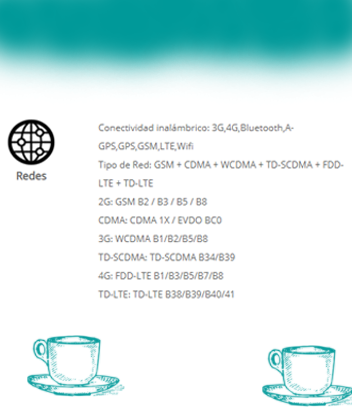 Conectividad inalámbrico: 3G,4G,Bluetooth,A-
GPS,GPS,GSM,LTE,Wifi
Tipo de Red: GSM + CDMA + WCDMA + TD-SCDMA + FDD-
LTE + TD-LTE
Redes
2G: GSM B2 / B3 / B5 / B8
CDMA: CDMA 1X / EVDO BC0
3G: WCDMA B1/B2/B5/B8
TD-SCDMA: TD-SCDMA B34/B39
4G: FDD-LTE B1/B3/B5/B7/B8
TD-LTE: TD-LTE B38/B39/B40/41